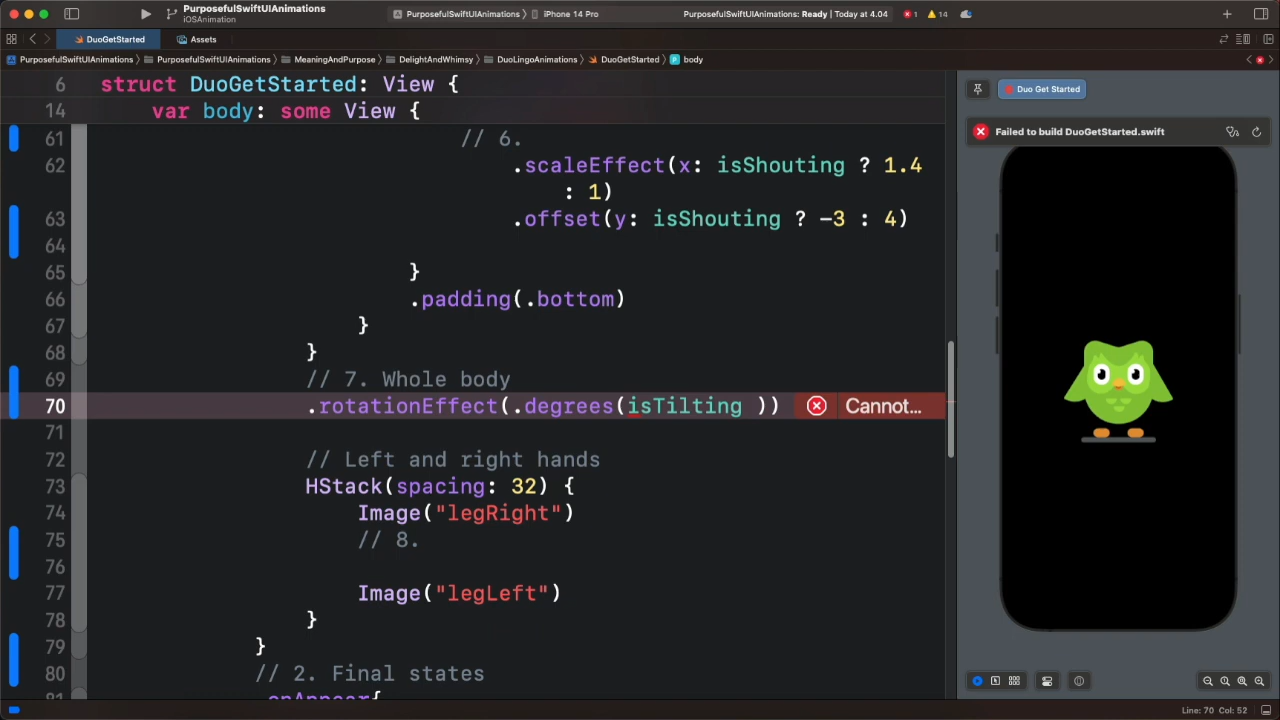 PurposefulSwiftUIAnimations
iOSAnimation
PurposefulSwiftUIAnimations
iPhone 14 Pro
PurposefulSwiftUIAnimations: Ready | Today at 4.04
1
14
DuoGetStarted
Assets
PurposefulSwiftUIAnimations
PurposefulSwiftUIAnimations
MeaningAndPurpose
DelightAndWhimsy
DuoLingoAnimations
DuoGetStarted
body
6 struct DuoGetStarted: View {
14 var body: some View {
61 // 6.
62 .scaleEffect(x: isShouting ? 1.4
: 1)
63 .offset(y: isShouting ? -3 : 4)
64
65 }
66 .padding(.bottom)
67 }
68 }
69 // 7. Whole body
70 .rotationEffect(.degrees(isTilting )) Cannot...
71
72 // Left and right hands
73 HStack(spacing: 32) {
74 Image("legRight")
75 // 8.
76
77 Image("legLeft")
78 }
79 }
80 // 2. Final states
81 .onAppear{
Duo Get Started
Failed to build DuoGetStarted.swift
Line: 70 Col: 52